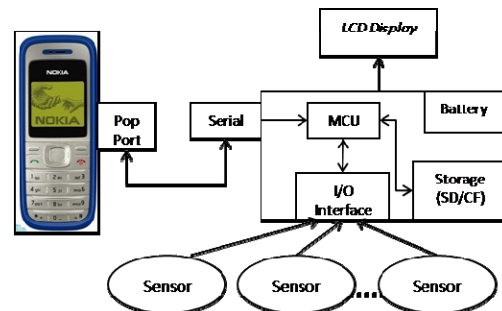 LCD Display
NOKIA
NOKIA
Pop
Port
Serial
MCU
Battery
I/O
Interface
Storage
(SD/CF)
Sensor
Sensor
Sensor